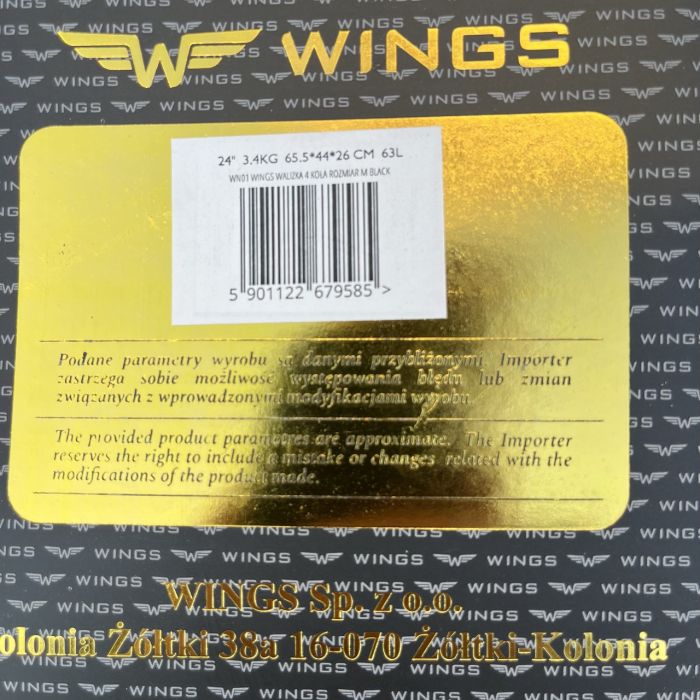 WINGS
24" 3.4KG 65.5*44*26 CM 63L
WN01 WINGS WALIZKA 4 KOŁA ROZMIAR M BLACK
5 901122 679585 >
Podane parametry wyrobu są danymi przybliżonymi. Importer
zastrzega sobie możliwość występowania błędu lub zmian
związanych z wprowadzonymi modyfikacjami wyrobu.
The provided product parametres are approximate. The Importer
reserves the right to include a mistake or changes related with the
modifications of the product made.
WINGS Sp. z o.o.
olonia Żółtki 38a 16-070 Żółtki-Kolonia